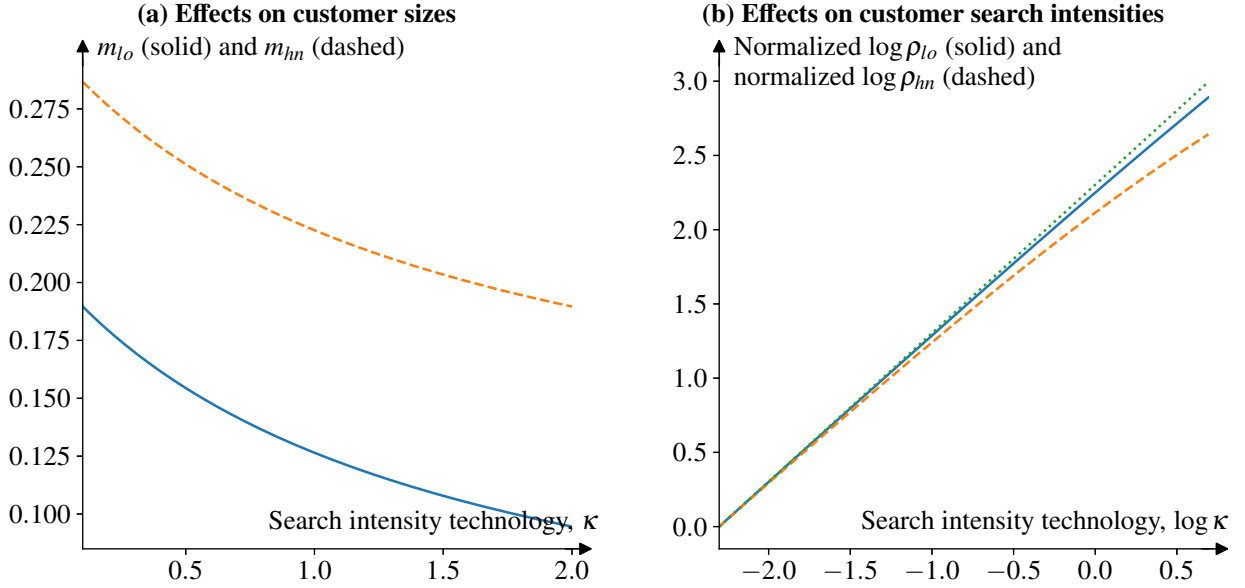 (a) Effects on customer sizes
m_lo (solid) and m_hn (dashed)
0.275
0.250
0.225
0.200
0.175
0.150
0.125
0.100
Search intensity technology, κ
0.5 1.0 1.5 2.0
(b) Effects on customer search intensities
Normalized log ρ_lo (solid) and
normalized log ρ_hn (dashed)
3.0
2.5
2.0
1.5
1.0
0.5
0.0
Search intensity technology, log κ
−2.0 −1.5 −1.0 −0.5 0.0 0.5